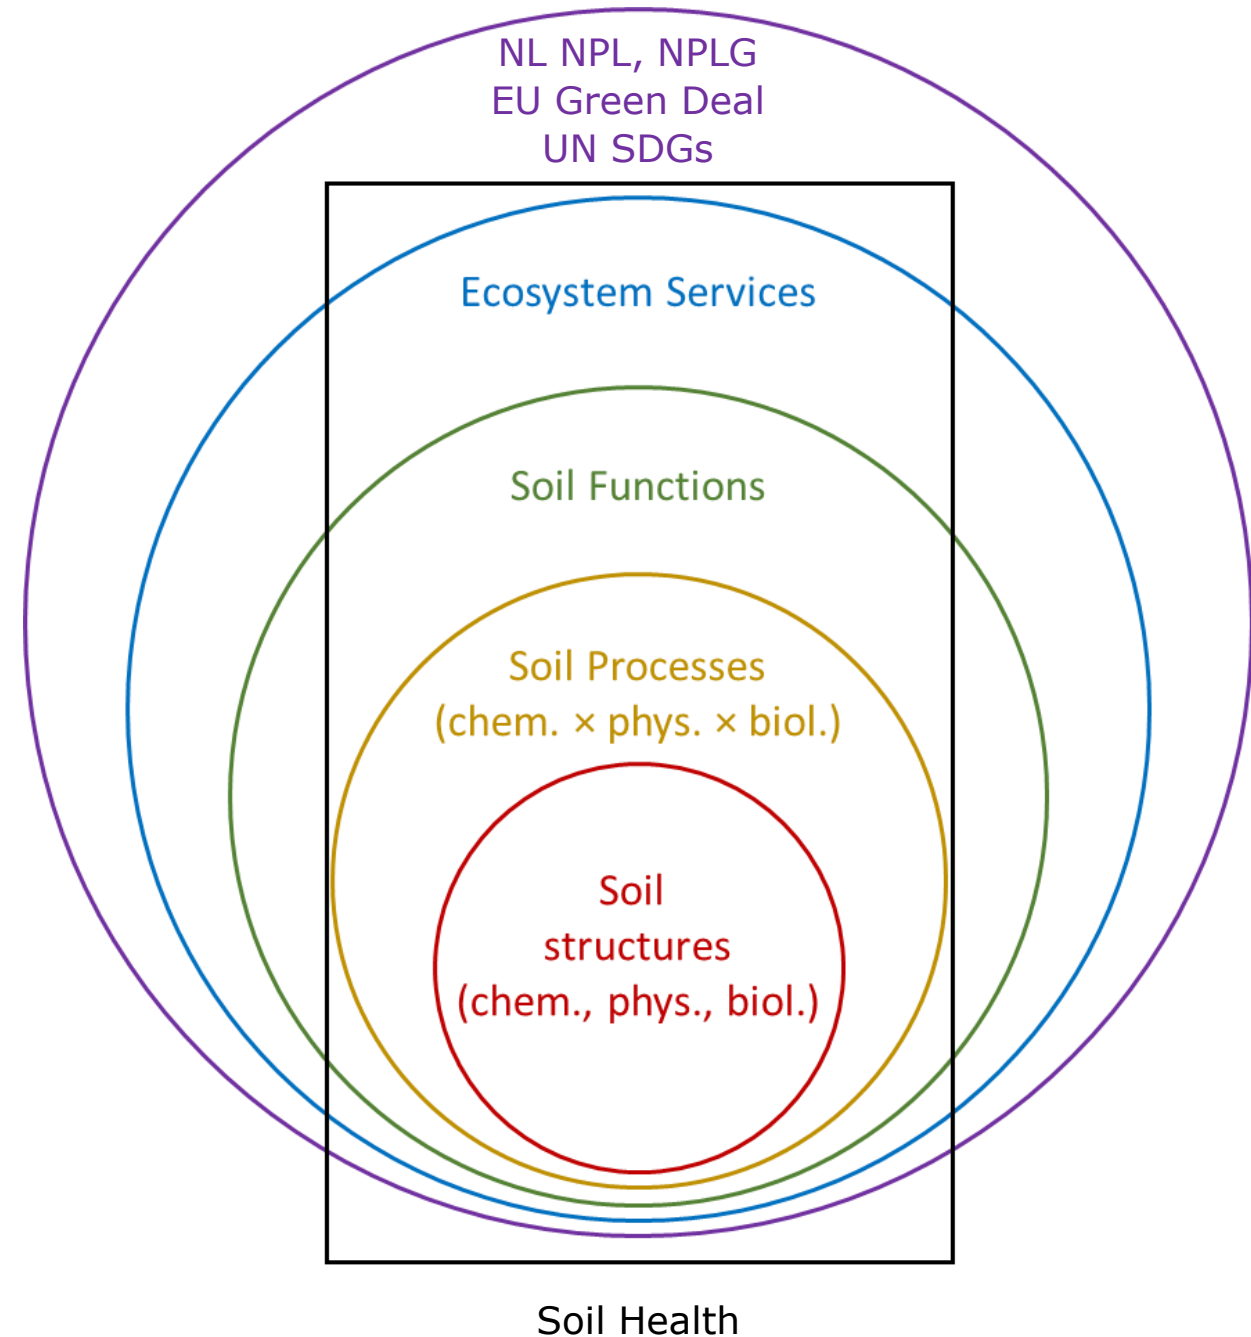 NL NPL, NPLG
EU Green Deal
UN SDGs
Ecosystem Services
Soil Functions
Soil Processes
(chem. × phys. × biol.)
Soil
structures
(chem., phys., biol.)
Soil Health